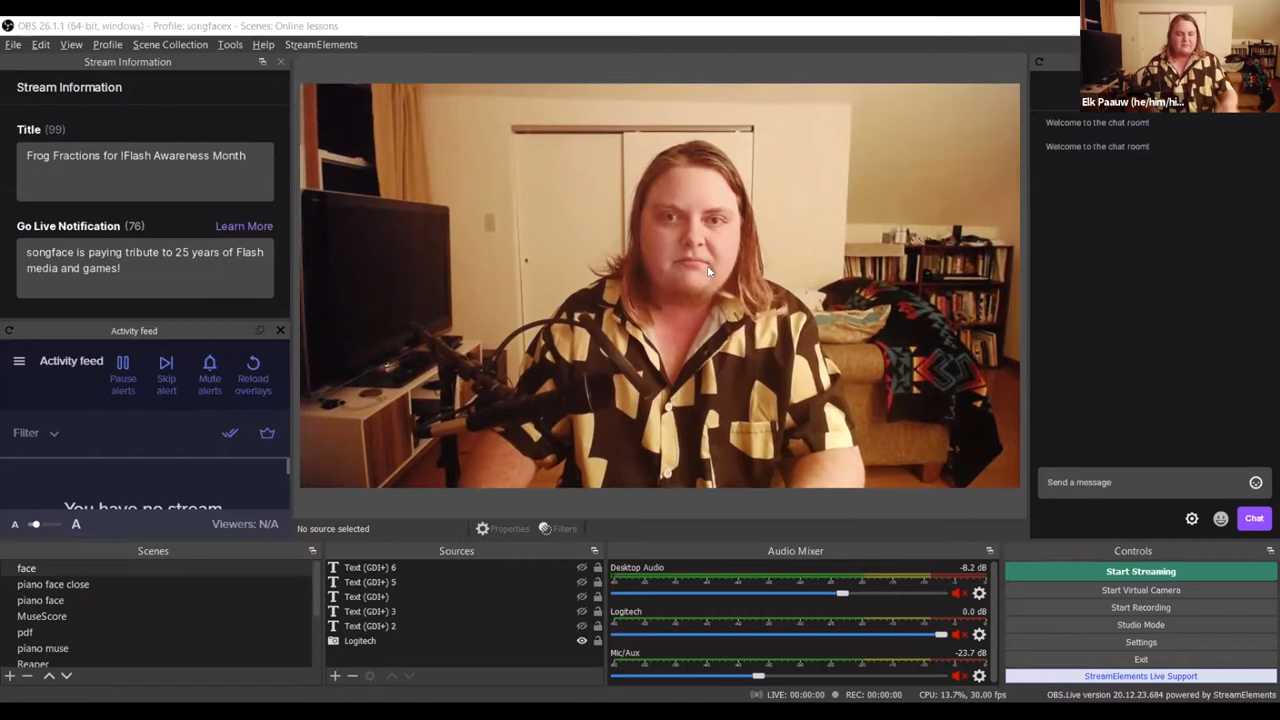 OBS 26.1.1 (64-bit, windows) - Profile: songfacex - Scenes: Online lessons
File Edit View Profile Scene Collection Tools Help StreamElements
Stream Information
Stream Information
Title (99)
Frog Fractions for !Flash Awareness Month
Go Live Notification (76) Learn More
songface is paying tribute to 25 years of Flash
media and games!
Activity feed
Activity feed
Pause alerts
Skip alert
Mute alerts
Reload overlays
Filter
You have no stream
A A Viewers: N/A
Elk Paauw (he/him/hi...
Welcome to the chat room!
Welcome to the chat room!
Send a message
Chat
No source selected Properties Filters
Scenes
face
piano face close
piano face
MuseScore
pdf
piano muse
Reaper
Sources
Text (GDI+) 6
Text (GDI+) 5
Text (GDI+)
Text (GDI+) 3
Text (GDI+) 2
Logitech
Audio Mixer
Desktop Audio -8.2 dB
Logitech 0.0 dB
Mic/Aux -23.7 dB
Controls
Start Streaming
Start Virtual Camera
Start Recording
Studio Mode
Settings
Exit
StreamElements Live Support
LIVE: 00:00:00 REC: 00:00:00 CPU: 13.7%, 30.00 fps OBS.Live version 20.12.23.684 powered by StreamElements